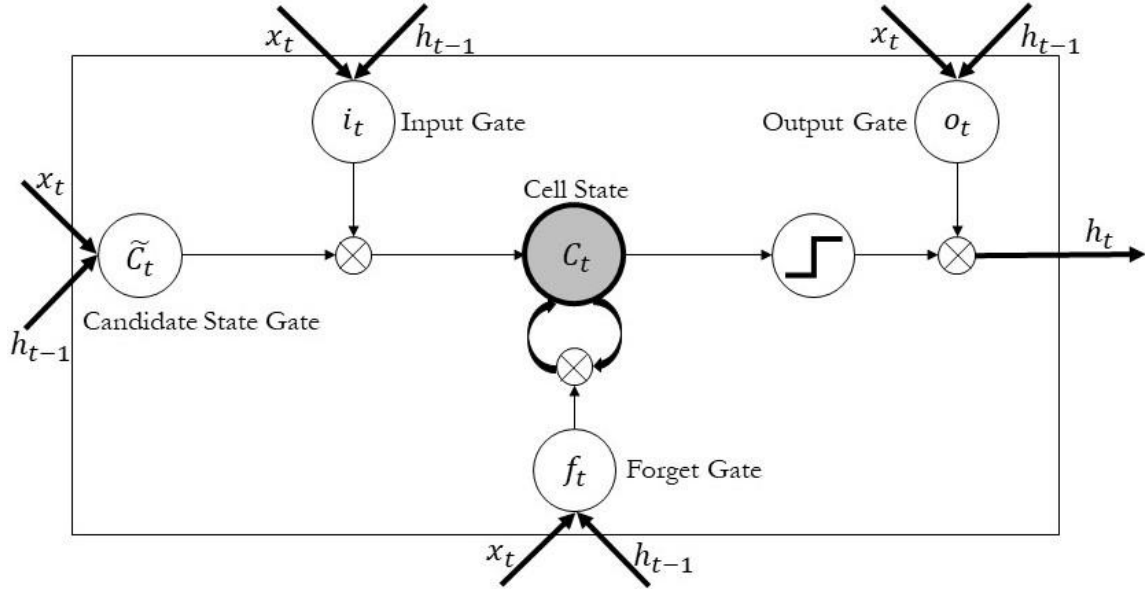 x_t h_{t-1}
x_t h_{t-1}
i_t
Input Gate
Output Gate
o_t
x_t
Cell State
C̃_t
C_t
h_t
h_{t-1}
Candidate State Gate
f_t
Forget Gate
x_t h_{t-1}